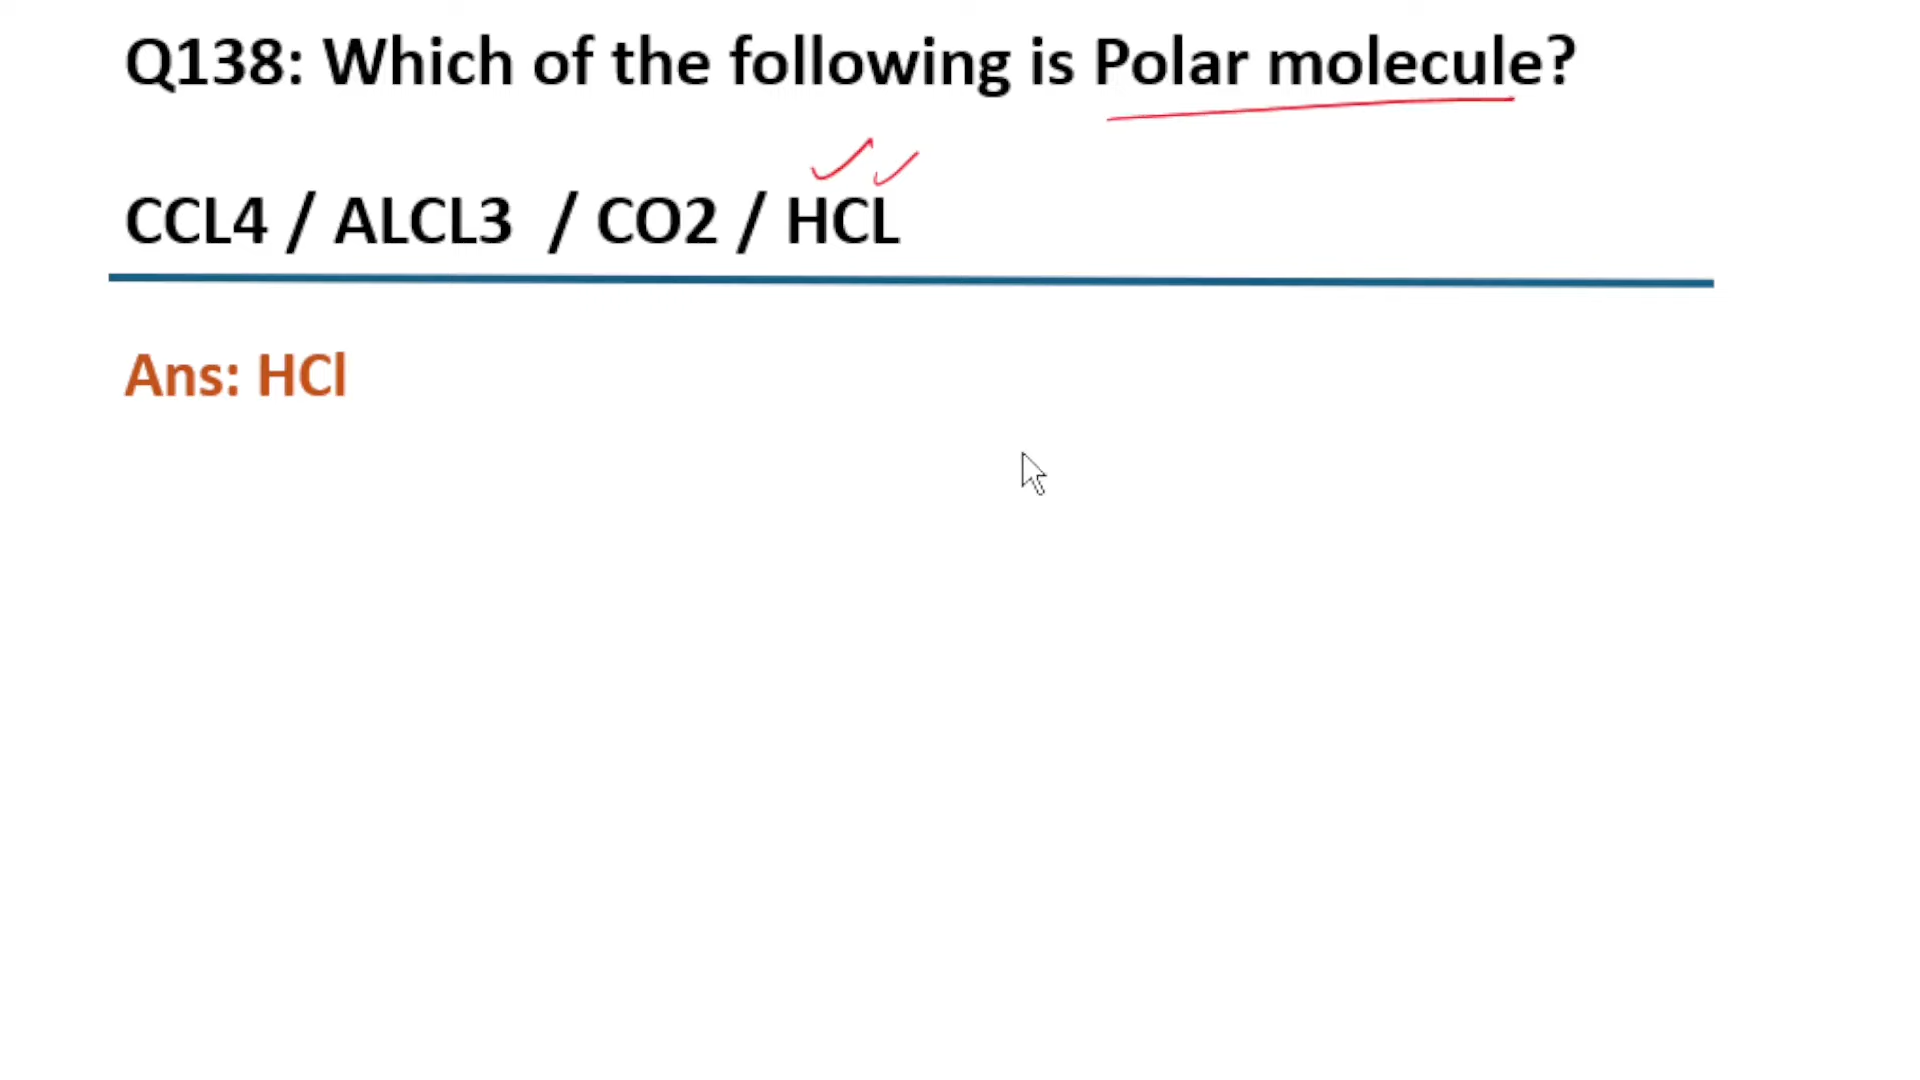 Q138: Which of the following is Polar molecule?
CCL4 / ALCL3 / CO2 / HCL
Ans: HCl